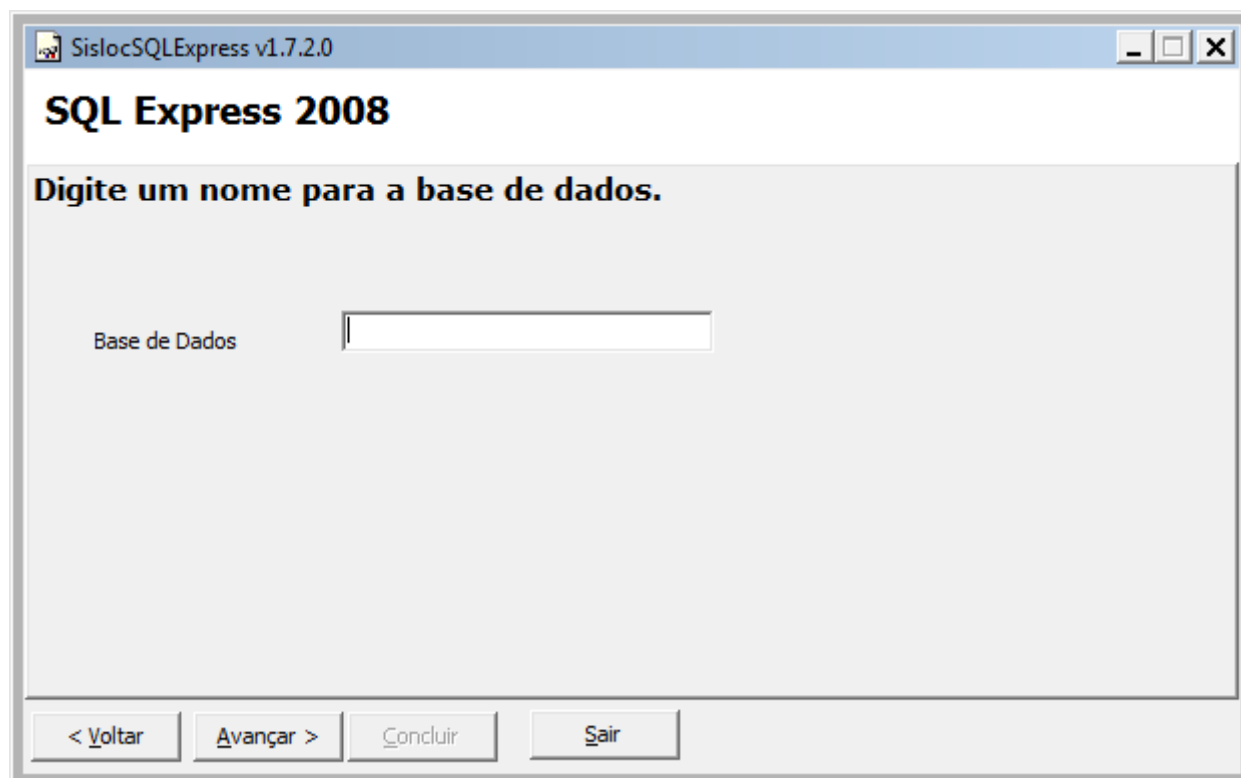 SislocSQLExpress v1.7.2.0
SQL Express 2008
Digite um nome para a base de dados.
Base de Dados
< Voltar Avançar > Concluir Sair